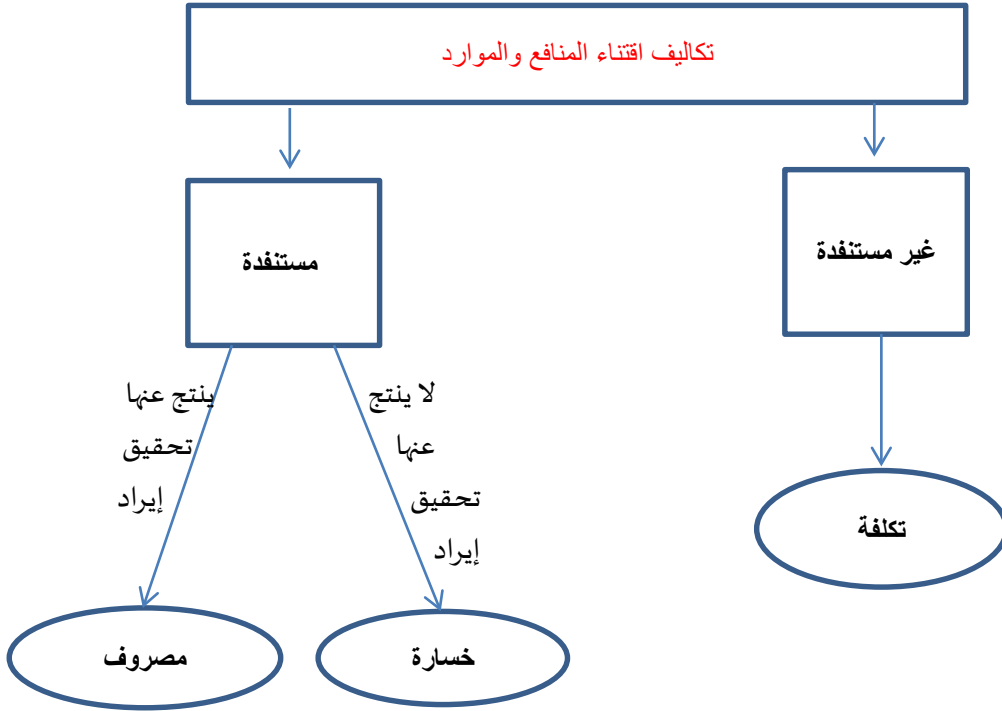 تكاليف اقتناء المنافع والموارد
غير مستنفدة
مستنفدة
لا ينتج
عنها
تحقيق
إيراد
ينتج عنها
تحقيق
إيراد
تكلفة
خسارة
مصروف